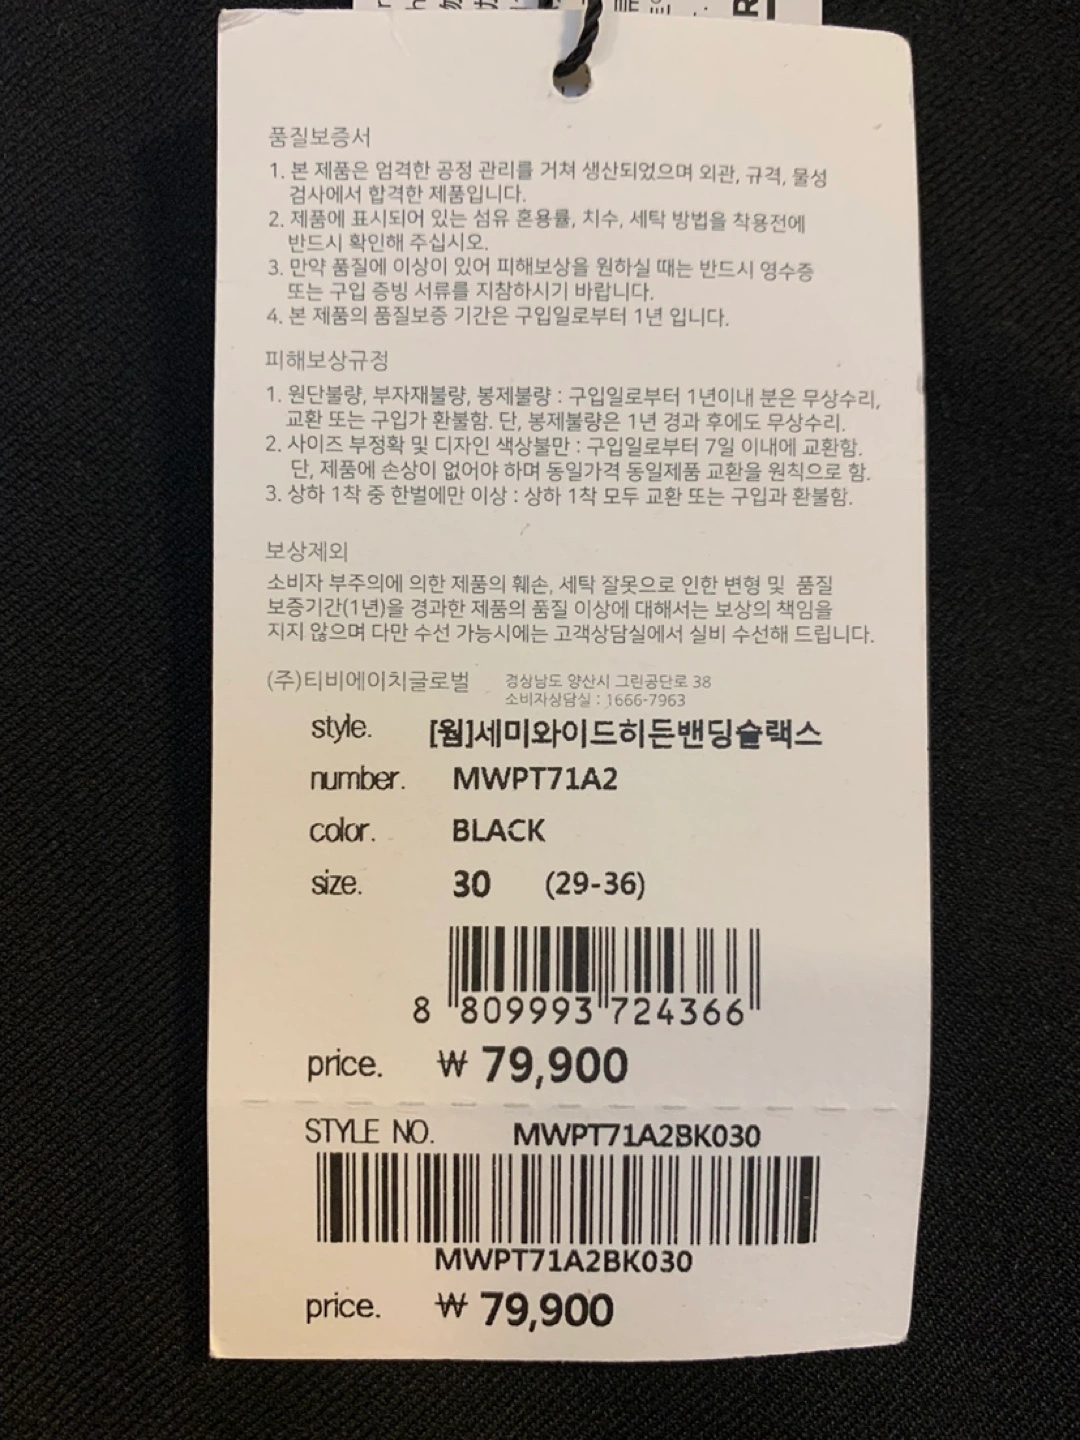 품질보증서
1. 본 제품은 엄격한 공정 관리를 거쳐 생산되었으며 외관, 규격, 물성
검사에서 합격한 제품입니다.
2. 제품에 표시되어 있는 섬유 혼용률, 치수, 세탁 방법을 착용전에
반드시 확인해 주십시오.
3. 만약 품질에 이상이 있어 피해보상을 원하실 때는 반드시 영수증
또는 구입 증빙 서류를 지참하시기 바랍니다.
4. 본 제품의 품질보증 기간은 구입일로부터 1년 입니다.
피해보상규정
1. 원단불량, 부자재불량, 봉제불량 : 구입일로부터 1년이내 분은 무상수리,
교환 또는 구입가 환불함. 단, 봉제불량은 1년 경과 후에도 무상수리.
2. 사이즈 부정확 및 디자인 색상불만 : 구입일로부터 7일 이내에 교환함.
단, 제품에 손상이 없어야 하며 동일가격 동일제품 교환을 원칙으로 함.
3. 상하 1착 중 한벌에만 이상 : 상하 1착 모두 교환 또는 구입과 환불함.
보상제외
소비자 부주의에 의한 제품의 훼손, 세탁 잘못으로 인한 변형 및 품질
보증기간(1년)을 경과한 제품의 품질 이상에 대해서는 보상의 책임을
지지 않으며 다만 수선 가능시에는 고객상담실에서 실비 수선해 드립니다.
(주)티비에이치글로벌 경상남도 양산시 그린공단로 38
소비자상담실 : 1666-7963
style. [웜]세미와이드히든밴딩슬랙스
number. MWPT71A2
color. BLACK
size. 30 (29-36)
8 809993 724366
price. ₩ 79,900
STYLE NO. MWPT71A2BK030
MWPT71A2BK030
price. ₩ 79,900